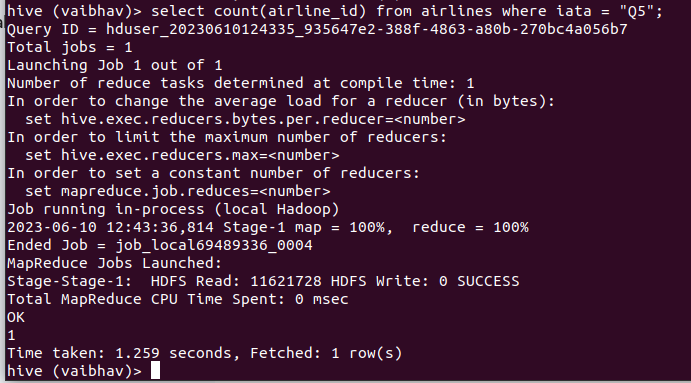 hive (vaibhav)> select count(airline_id) from airlines where iata = "Q5";
Query ID = hduser_20230610124335_935647e2-388f-4863-a80b-270bc4a056b7
Total jobs = 1
Launching Job 1 out of 1
Number of reduce tasks determined at compile time: 1
In order to change the average load for a reducer (in bytes):
  set hive.exec.reducers.bytes.per.reducer=<number>
In order to limit the maximum number of reducers:
  set hive.exec.reducers.max=<number>
In order to set a constant number of reducers:
  set mapreduce.job.reduces=<number>
Job running in-process (local Hadoop)
2023-06-10 12:43:36,814 Stage-1 map = 100%,  reduce = 100%
Ended Job = job_local69489336_0004
MapReduce Jobs Launched:
Stage-Stage-1:  HDFS Read: 11621728 HDFS Write: 0 SUCCESS
Total MapReduce CPU Time Spent: 0 msec
OK
1
Time taken: 1.259 seconds, Fetched: 1 row(s)
hive (vaibhav)>